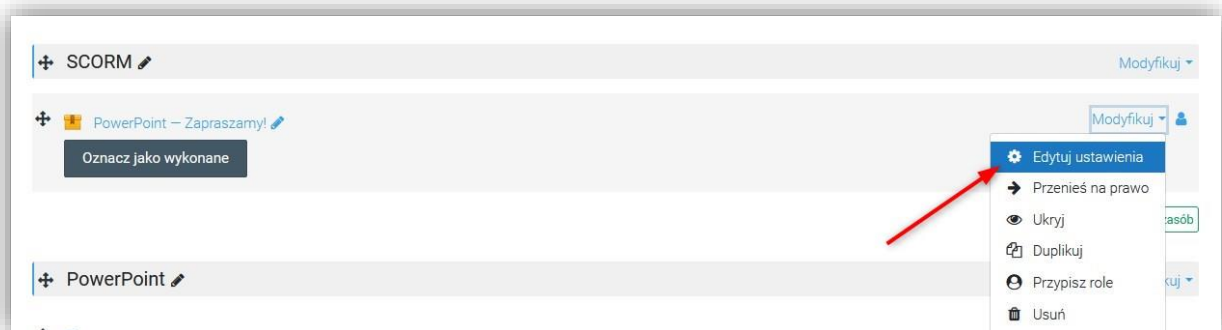 SCORM
Modyfikuj
PowerPoint — Zapraszamy!
Modyfikuj
Oznacz jako wykonane
Edytuj ustawienia
Przenieś na prawo
Ukryj
Duplikuj
PowerPoint
Przypisz role
Usuń